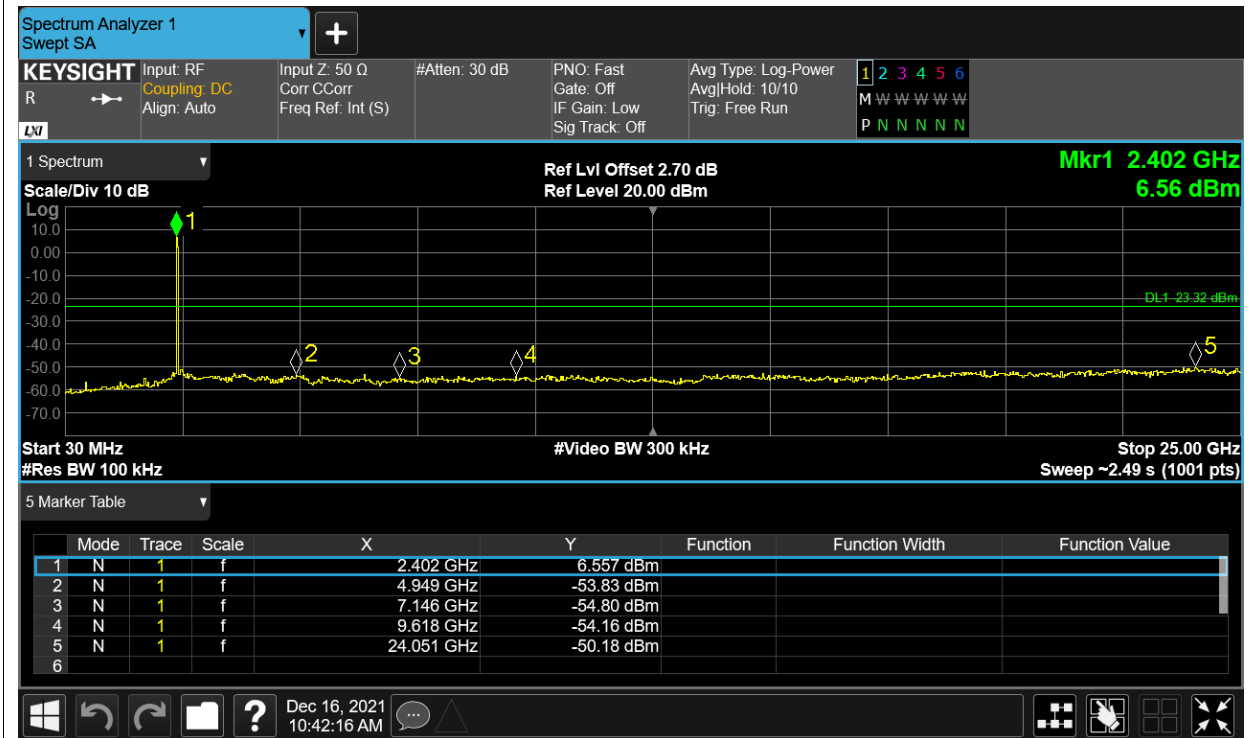 Spectrum Analyzer 1
Swept SA
KEYSIGHT
R
LXI
Input: RF
Coupling: DC
Align: Auto
Input Z: 50 Ω
Corr CCorr
Freq Ref: Int (S)
#Atten: 30 dB
PNO: Fast
Gate: Off
IF Gain: Low
Sig Track: Off
Avg Type: Log-Power
Avg|Hold: 10/10
Trig: Free Run
1 2 3 4 5 6
M W W W W W
P N N N N N
1 Spectrum
Scale/Div 10 dB
Ref Lvl Offset 2.70 dB
Ref Level 20.00 dBm
Mkr1 2.402 GHz
6.56 dBm
Log
10.0
0.00
-10.0
-20.0
-30.0
-40.0
-50.0
-60.0
-70.0
1
2
3
4
5
DL1 -23.32 dBm
Start 30 MHz
#Video BW 300 kHz
Stop 25.00 GHz
#Res BW 100 kHz
Sweep ~2.49 s (1001 pts)
5 Marker Table
Mode Trace Scale X Y Function Function Width Function Value
1 N 1 f 2.402 GHz 6.557 dBm
2 N 1 f 4.949 GHz -53.83 dBm
3 N 1 f 7.146 GHz -54.80 dBm
4 N 1 f 9.618 GHz -54.16 dBm
5 N 1 f 24.051 GHz -50.18 dBm
6
?
Dec 16, 2021
10:42:16 AM